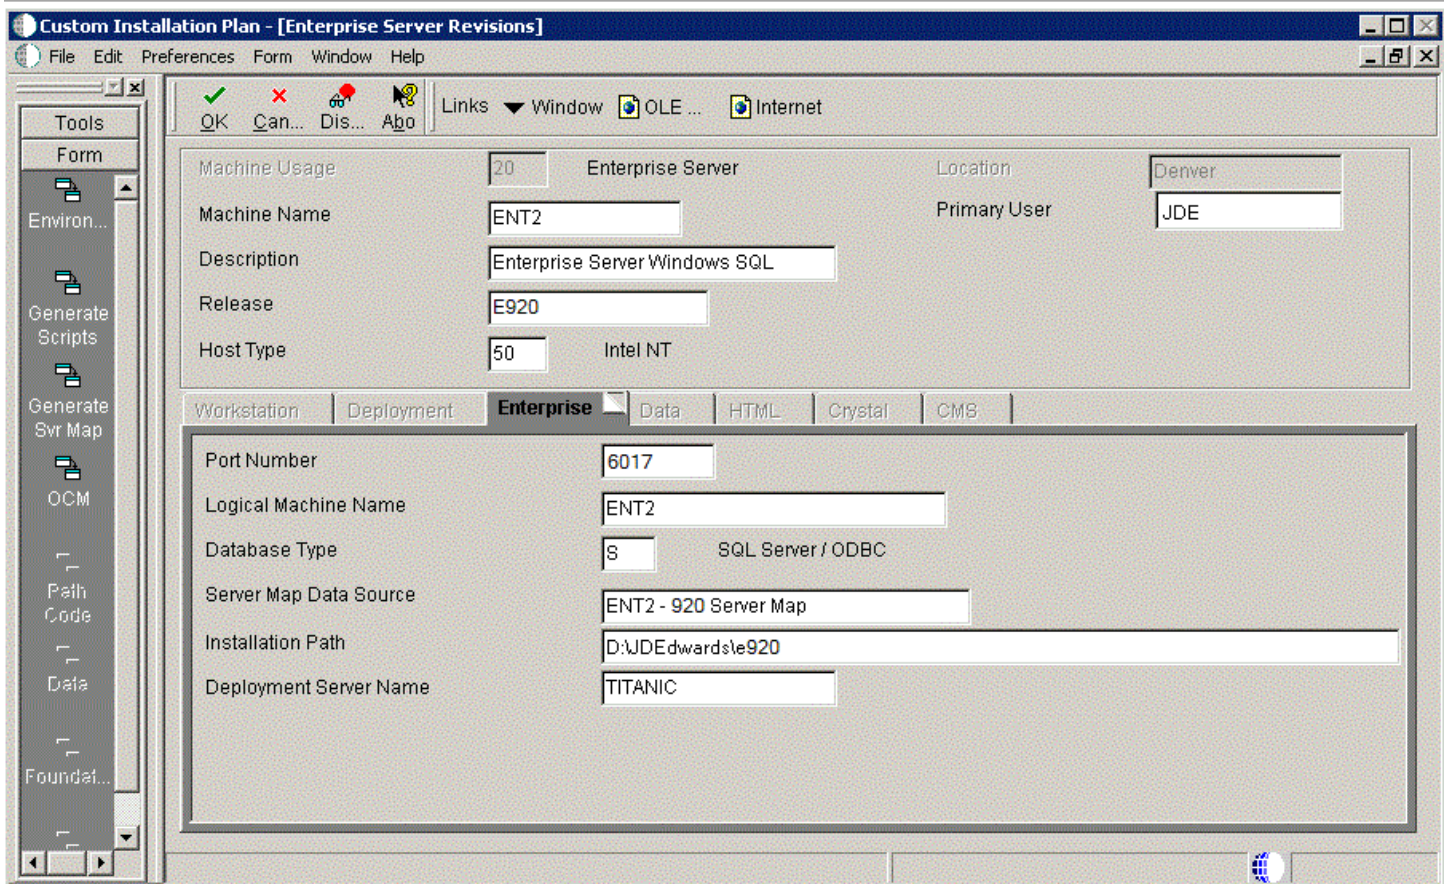 Custom Installation Plan - [Enterprise Server Revisions]
File Edit Preferences Form Window Help
OK Can... Dis... Abo Links Window OLE ... Internet
Tools
Form
Environ...
Generate
Scripts
Generate
Svr Map
OCM
Path
Code
Data
Foundat...
Machine Usage 20 Enterprise Server Location Denver
Machine Name ENT2 Primary User JDE
Description Enterprise Server Windows SQL
Release E920
Host Type 50 Intel NT
Workstation Deployment Enterprise Data HTML Crystal CMS
Port Number 6017
Logical Machine Name ENT2
Database Type S SQL Server / ODBC
Server Map Data Source ENT2 - 920 Server Map
Installation Path D:\JDEdwards\e920
Deployment Server Name TITANIC